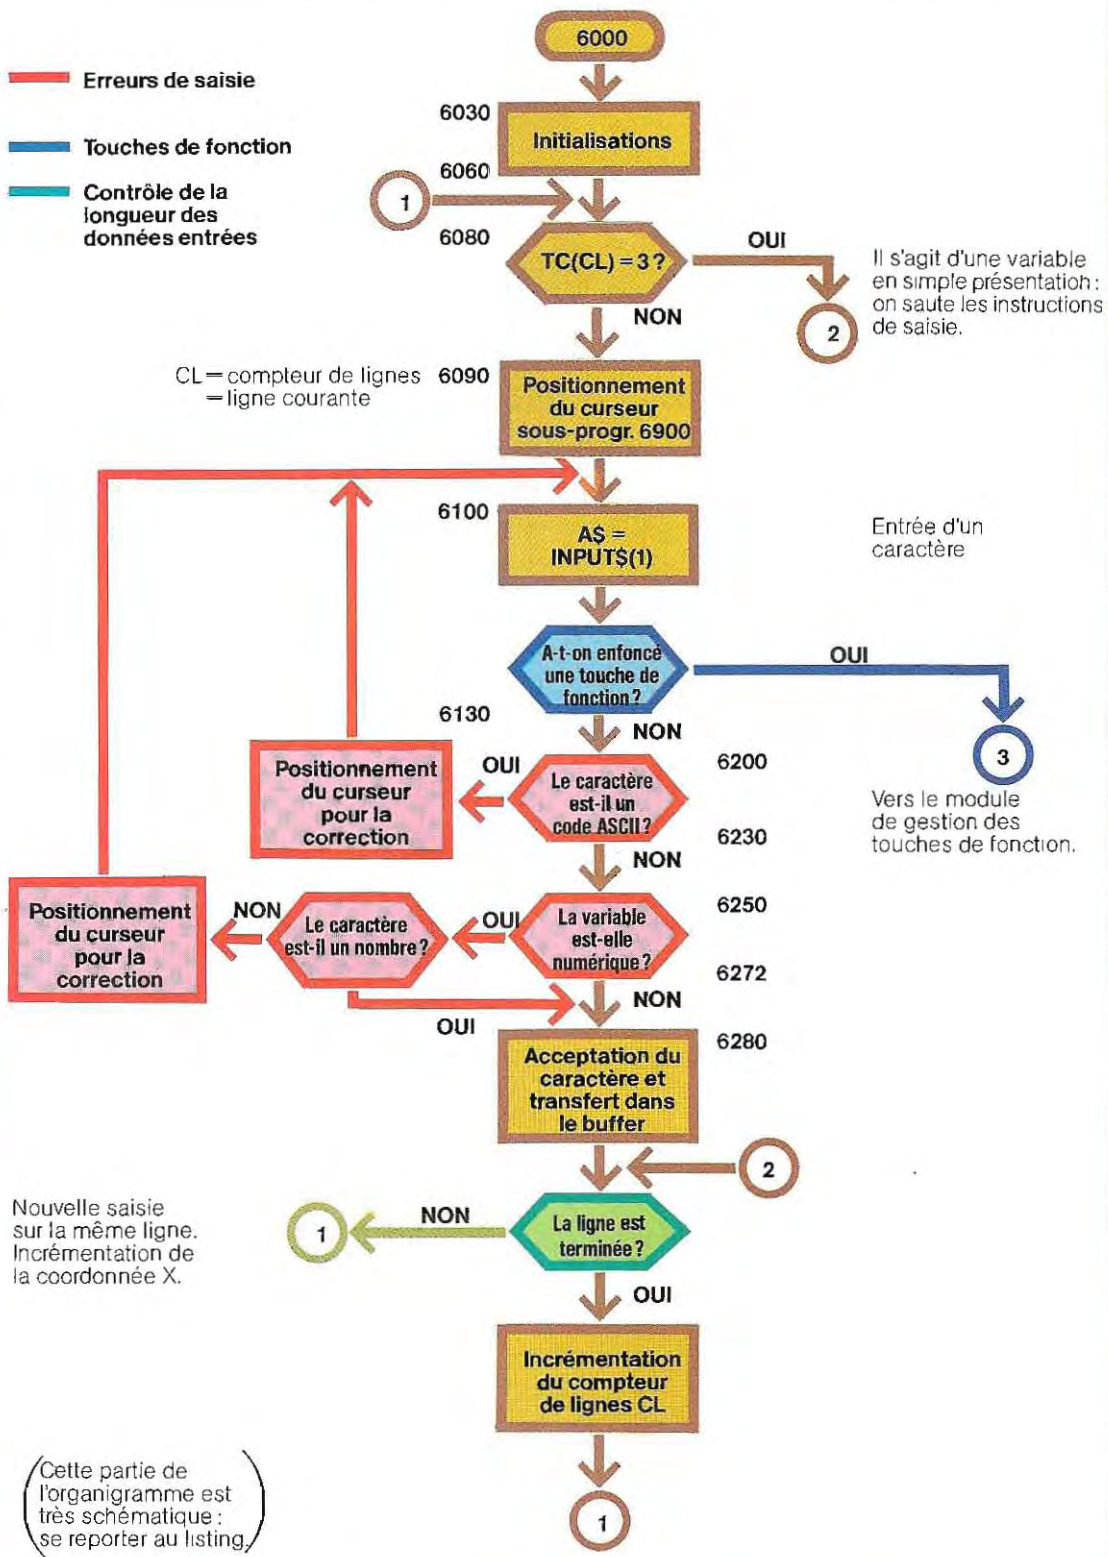 6000
Erreurs de saisie
6030
Initialisations
Touches de fonction
6060
Contrôle de la
longueur des
données entrées
1
6080
TC(CL) = 3 ?
OUI
NON
2
Il s'agit d'une variable
en simple présentation :
on saute les instructions
de saisie.
CL = compteur de lignes
= ligne courante
6090
Positionnement
du curseur
sous-progr. 6900
6100
A$ =
INPUT$(1)
Entrée d'un
caractère
A-t-on enfoncé
une touche de
fonction ?
OUI
6130
NON
3
Vers le module
de gestion des
touches de fonction.
Positionnement
du curseur
pour la
correction
OUI
Le caractère
est-il un
code ASCII ?
6200
6230
NON
Positionnement
du curseur
pour la
correction
NON
Le caractère
est-il un nombre ?
OUI
La variable
est-elle
numérique ?
6250
6272
NON
OUI
6280
Acceptation du
caractère et
transfert dans
le buffer
2
Nouvelle saisie
sur la même ligne.
Incrémentation de
la coordonnée X.
1
NON
La ligne est
terminée ?
OUI
Incrémentation
du compteur
de lignes CL
Cette partie de
l'organigramme est
très schématique :
se reporter au listing.
1